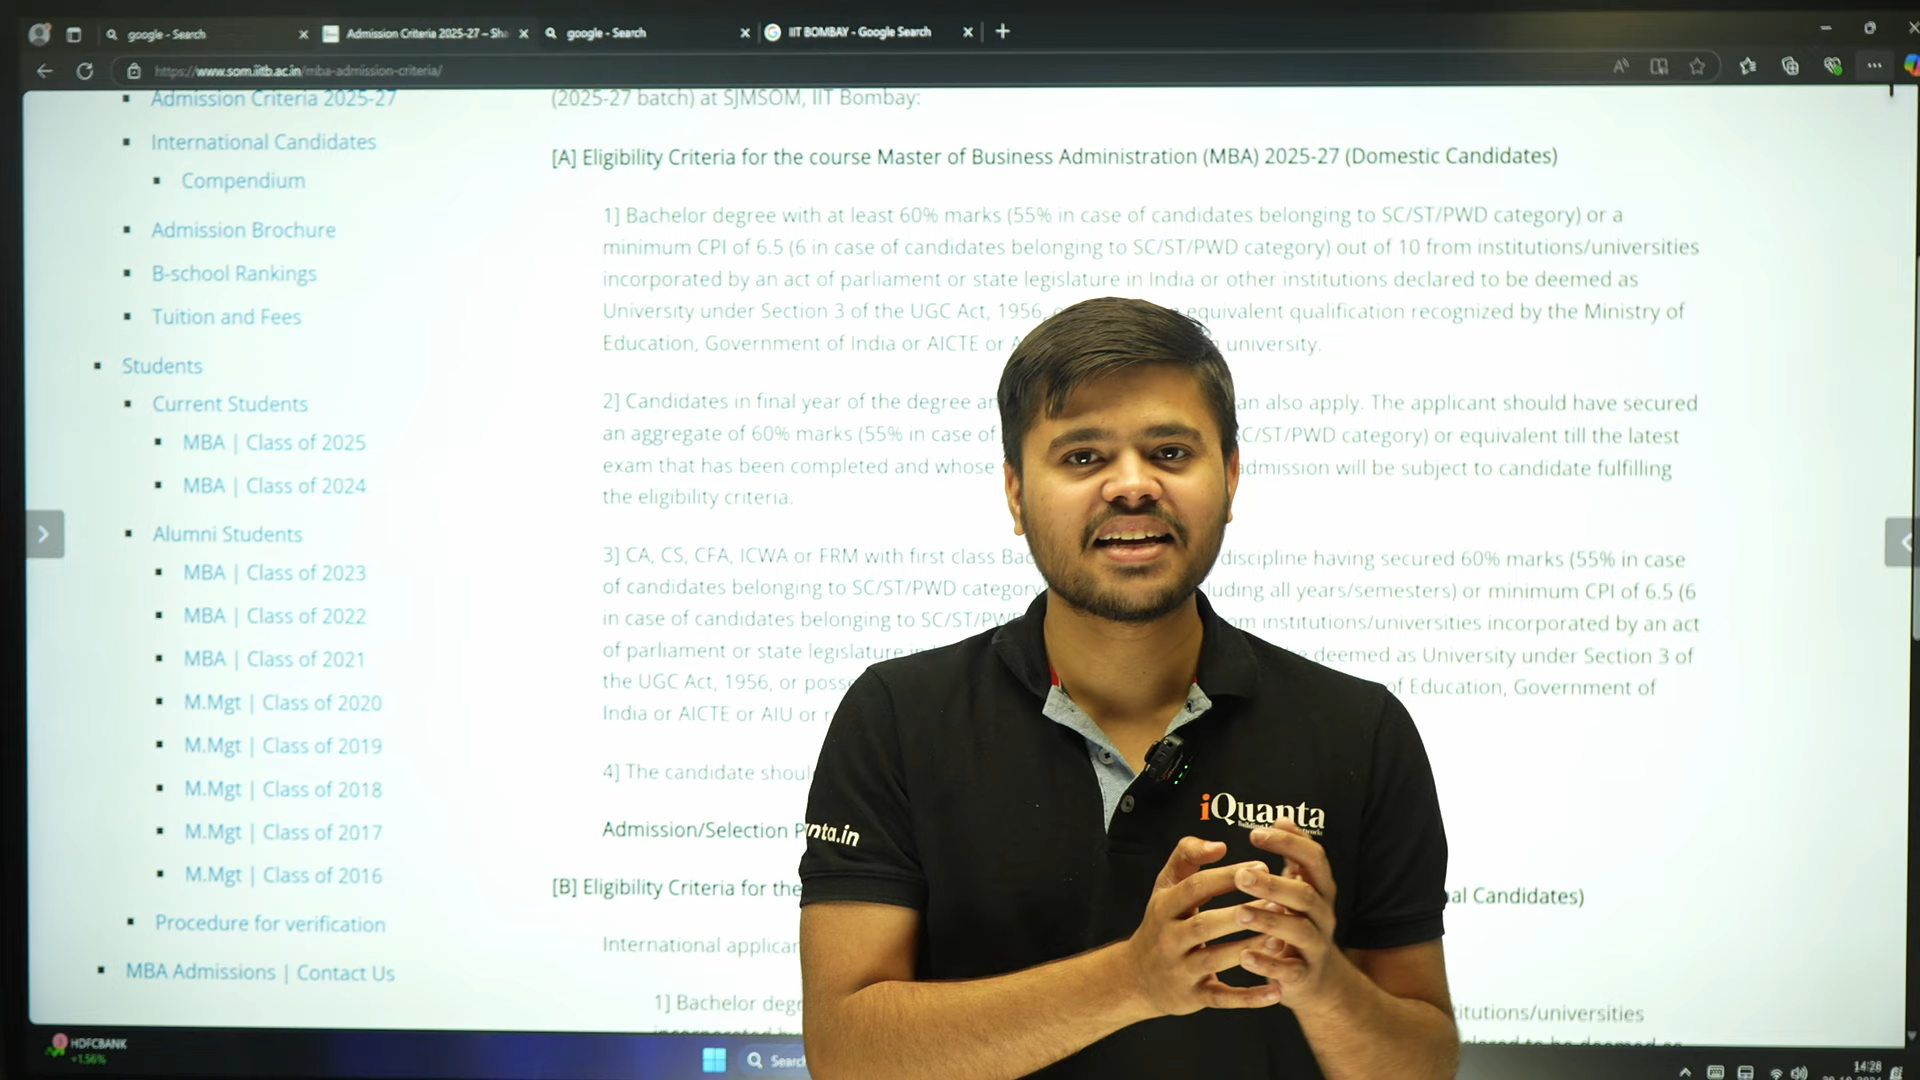 google - Search
Admission Criteria 2025-27 – Sha
google - Search
IIT BOMBAY - Google Search
https://www.som.iitb.ac.in/mba-admission-criteria/
Admission Criteria 2025-27
International Candidates
Compendium
Admission Brochure
B-school Rankings
Tuition and Fees
Students
Current Students
MBA | Class of 2025
MBA | Class of 2024
Alumni Students
MBA | Class of 2023
MBA | Class of 2022
MBA | Class of 2021
M.Mgt | Class of 2020
M.Mgt | Class of 2019
M.Mgt | Class of 2018
M.Mgt | Class of 2017
M.Mgt | Class of 2016
Procedure for verification
MBA Admissions | Contact Us
(2025-27 batch) at SJMSOM, IIT Bombay:
[A] Eligibility Criteria for the course Master of Business Administration (MBA) 2025-27 (Domestic Candidates)
1] Bachelor degree with at least 60% marks (55% in case of candidates belonging to SC/ST/PWD category) or a
minimum CPI of 6.5 (6 in case of candidates belonging to SC/ST/PWD category) out of 10 from institutions/universities
incorporated by an act of parliament or state legislature in India or other institutions declared to be deemed as
University under Section 3 of the UGC Act, 1956, equivalent qualification recognized by the Ministry of
Education, Government of India or AICTE or university.
2] Candidates in final year of the degree also apply. The applicant should have secured
an aggregate of 60% marks (55% in case of SC/ST/PWD category) or equivalent till the latest
exam that has been completed and whose admission will be subject to candidate fulfilling
the eligibility criteria.
3] CA, CS, CFA, ICWA or FRM with first class discipline having secured 60% marks (55% in case
of candidates belonging to SC/ST/PWD category all years/semesters) or minimum CPI of 6.5 (6
in case of candidates belonging to institutions/universities incorporated by an act
of parliament or state legislature deemed as University under Section 3 of
the UGC Act, 1956, or of Education, Government of
India or AICTE or AIU or
4] The candidate
Admission/Selection
[B] Eligibility Criteria for the Candidates)
International
1] Bachelor
iQuanta
nta.in
HDFCBANK
+1.56%
Search
14:28